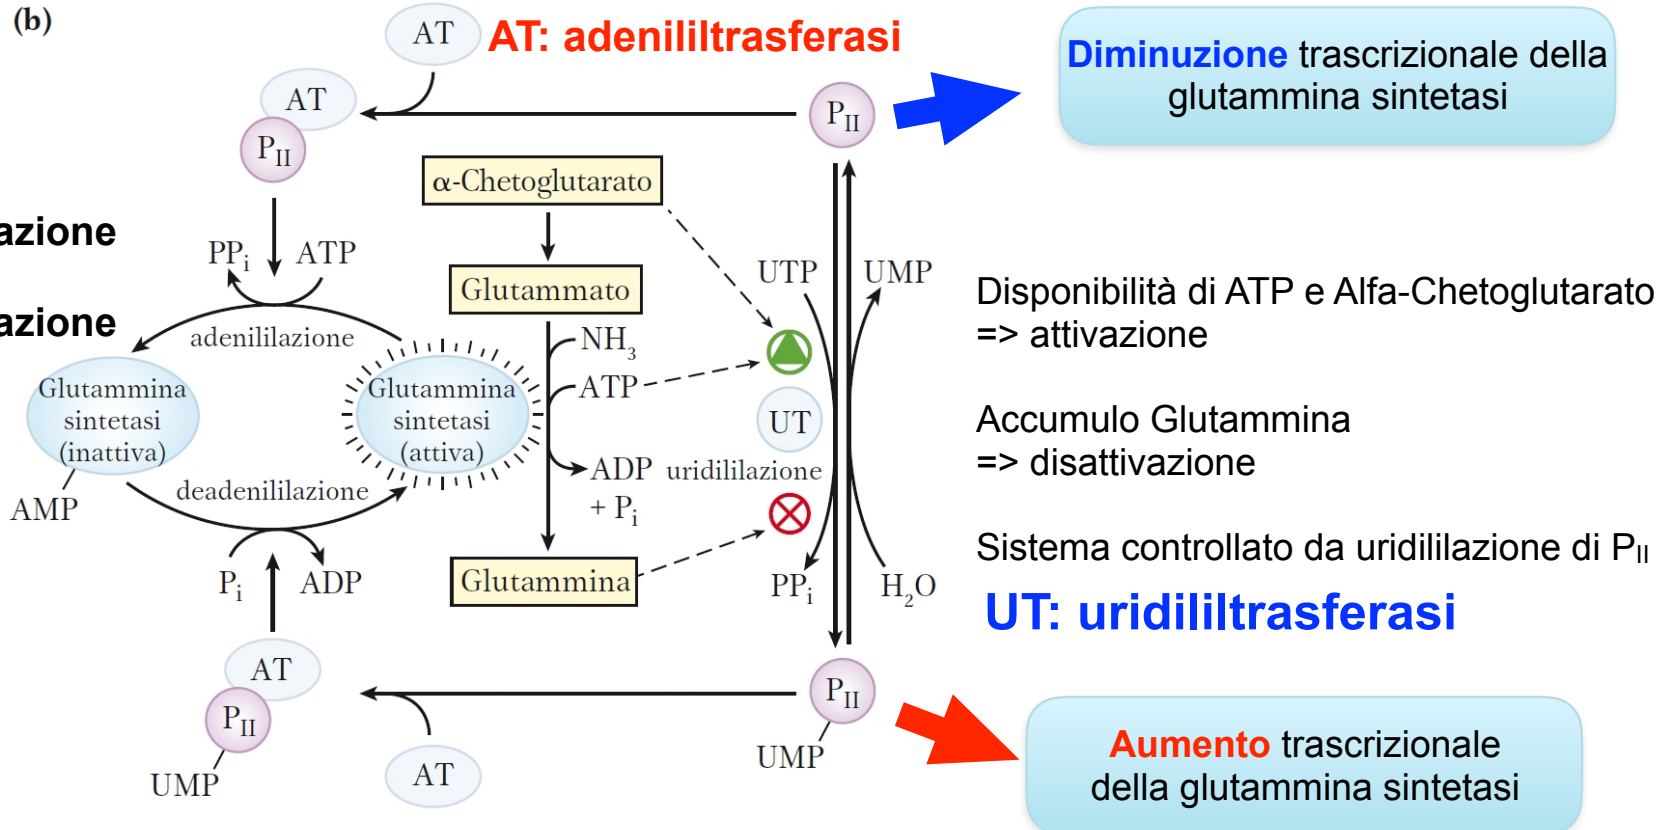 (b)
AT
AT: adenililtrasferasi
Diminuzione trascrizionale della
glutammina sintetasi
AT
PII
PII
α-Chetoglutarato
azione
PPi
ATP
UTP
UMP
Glutammato
Disponibilità di ATP e Alfa-Chetoglutarato
=> attivazione
azione
adenililazione
NH3
ATP
Glutammina
sintetasi
(inattiva)
Glutammina
sintetasi
(attiva)
UT
Accumulo Glutammina
=> disattivazione
AMP
deadenililazione
ADP
+ Pi
uridililazione
Sistema controllato da uridililazione di PII
Pi
ADP
Glutammina
PPi
H2O
UT: uridililtrasferasi
AT
PII
UMP
PII
UMP
AT
Aumento trascrizionale
della glutammina sintetasi